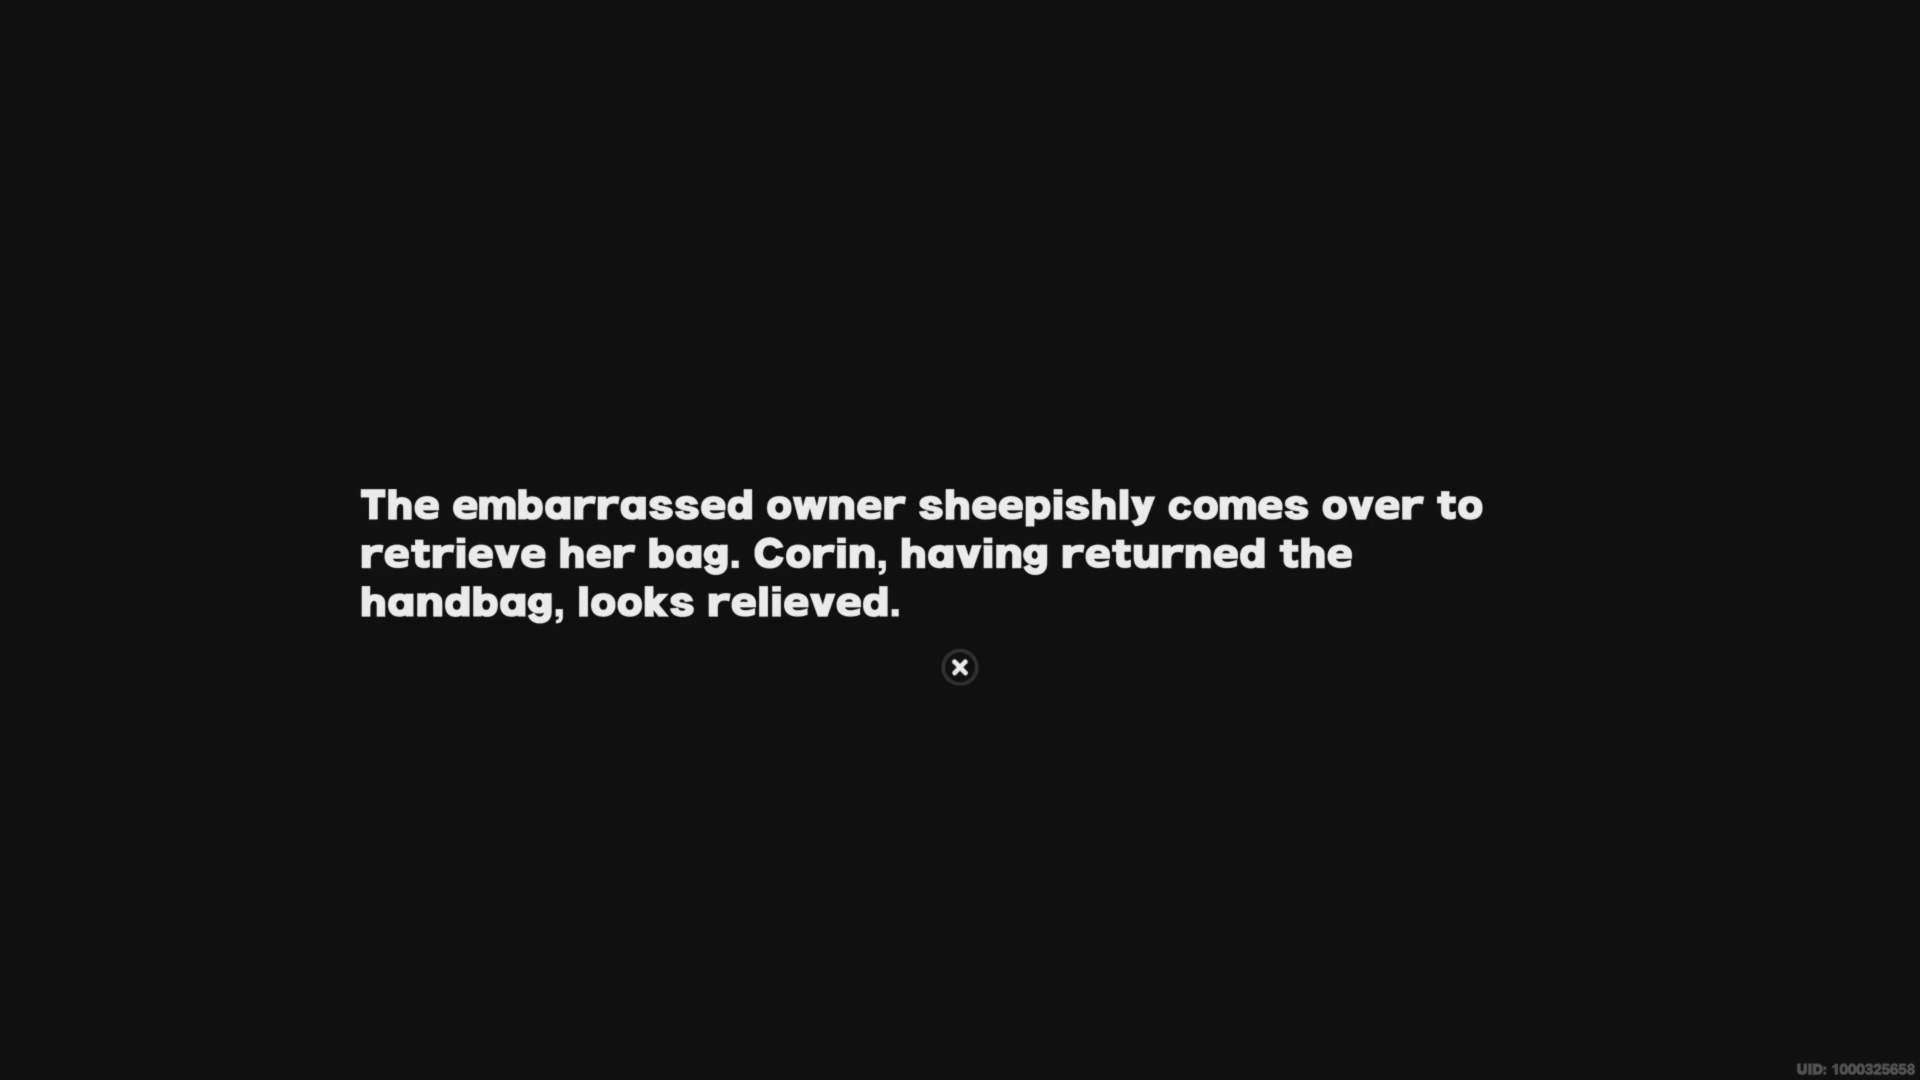 The embarrassed owner sheepishly comes over to
retrieve her bag. Corin, having returned the
handbag, looks relieved.
UID: 1000325658